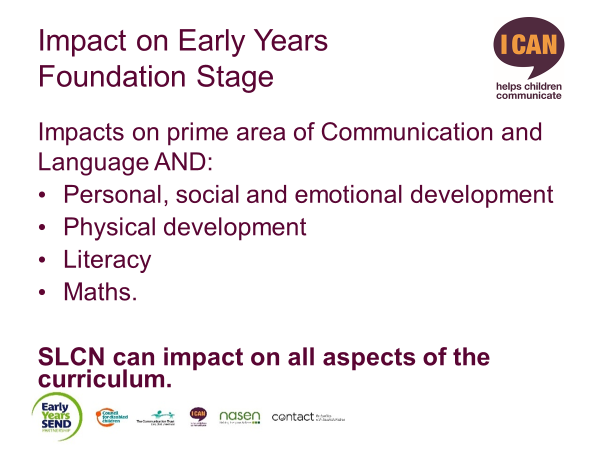 Impact on Early Years
Foundation Stage
I CAN
helps children
communicate
Impacts on prime area of Communication and
Language AND:
• Personal, social and emotional development
• Physical development
• Literacy
• Maths.
SLCN can impact on all aspects of the
curriculum.
Early
Years
SEND
Council
for disabled
children
The Communication Trust
I CAN
nasen
contact